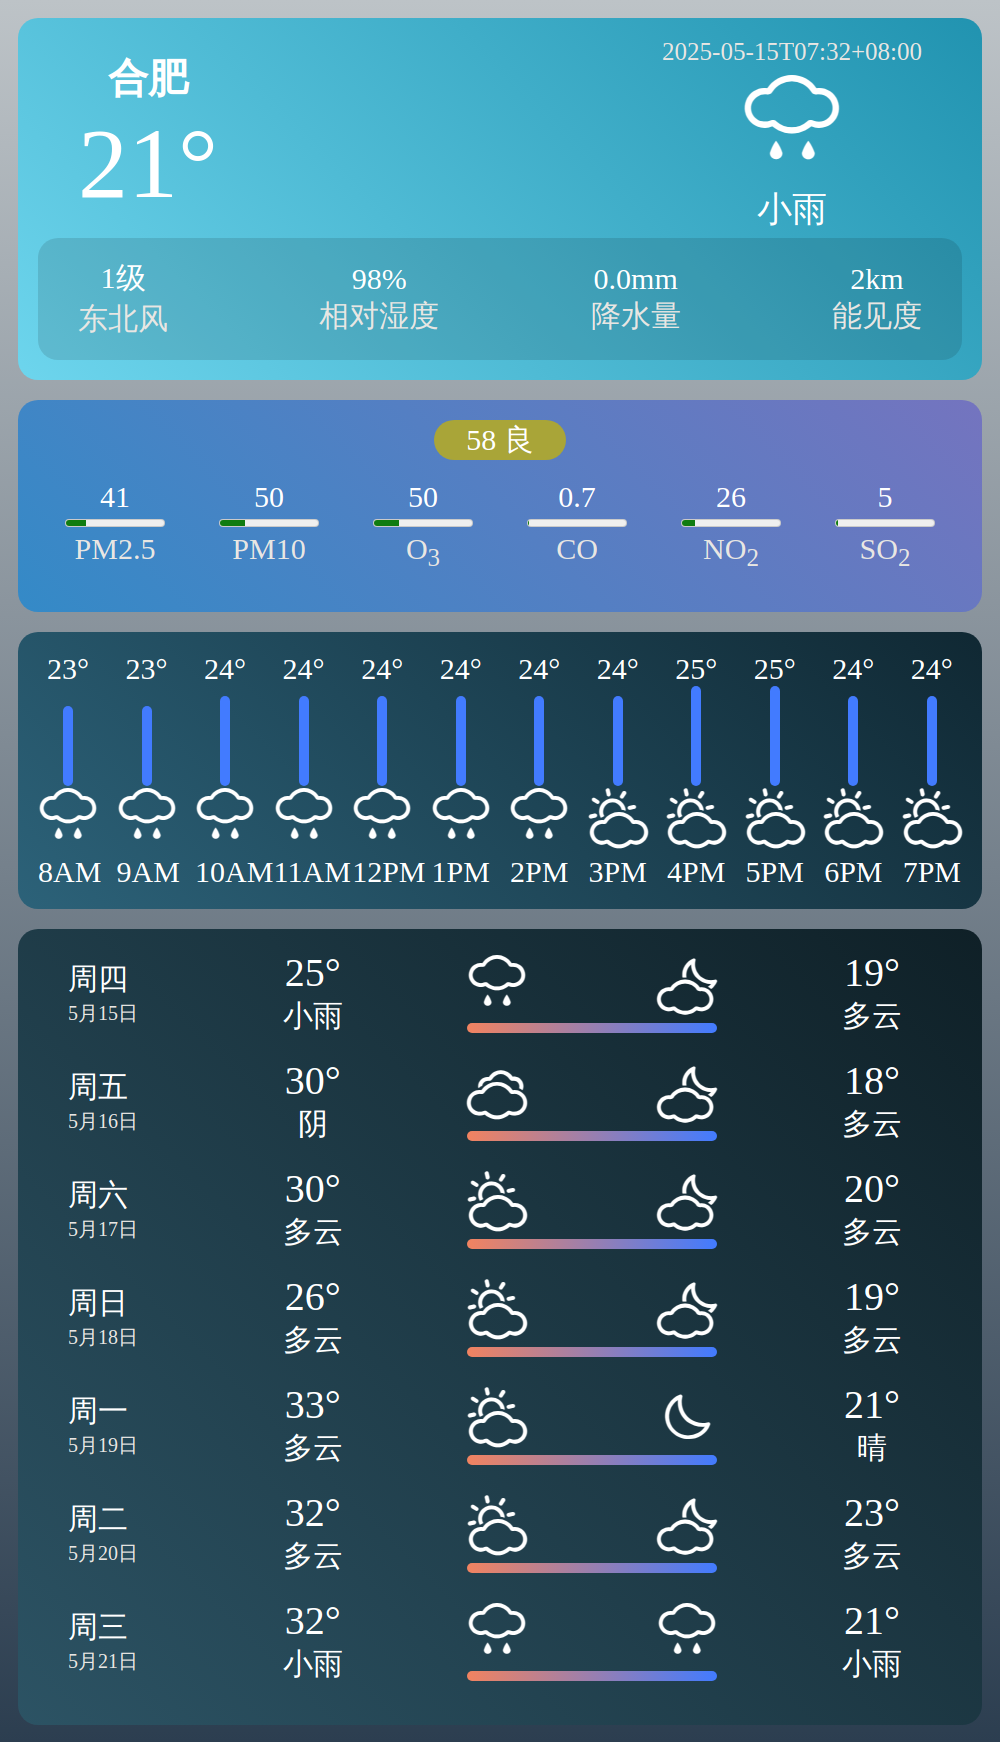 合肥
2025-05-15T07:32+08:00
21°
小雨
1级 98% 0.0mm 2km
东北风 相对湿度 降水量 能见度
58 良
41 50 50 0.7 26 5
PM2.5 PM10 O3 CO NO2 SO2
23° 23° 24° 24° 24° 24° 24° 24° 25° 25° 24° 24°
8AM 9AM 10AM 11AM 12PM 1PM 2PM 3PM 4PM 5PM 6PM 7PM
周四 25° 19°
5月15日 小雨 多云
周五 30° 18°
5月16日 阴 多云
周六 30° 20°
5月17日 多云 多云
周日 26° 19°
5月18日 多云 多云
周一 33° 21°
5月19日 多云 晴
周二 32° 23°
5月20日 多云 多云
周三 32° 21°
5月21日 小雨 小雨